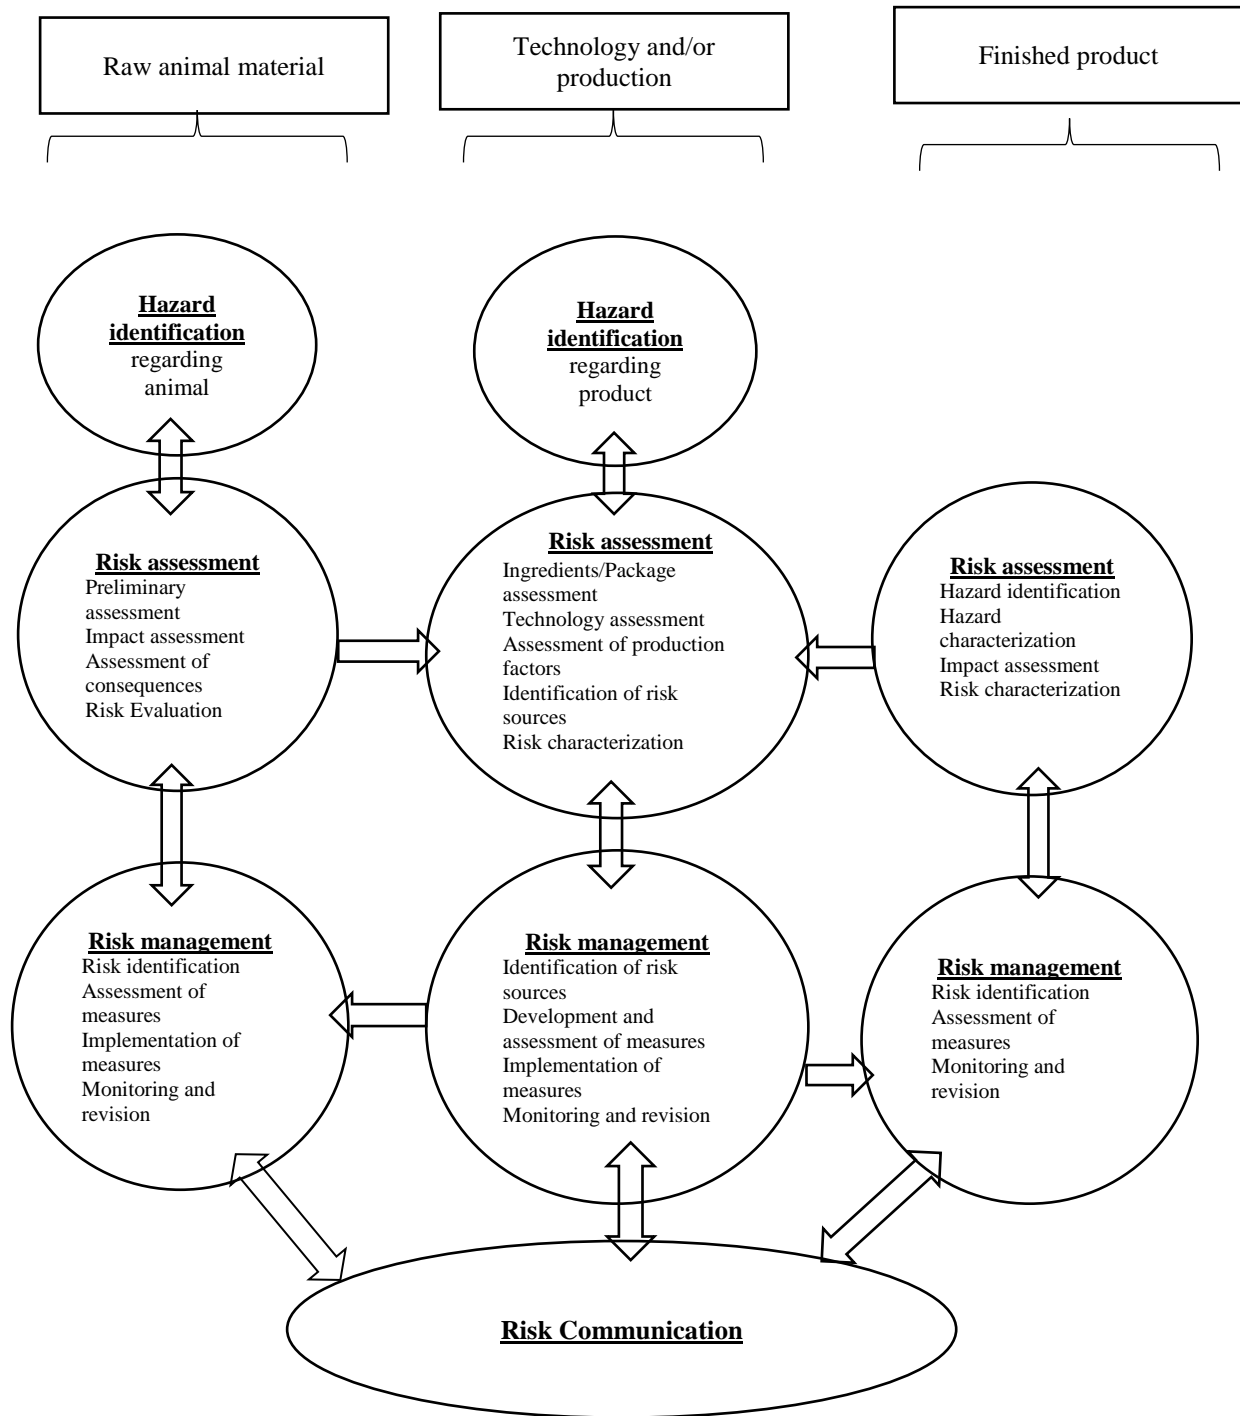 Raw animal material
Technology and/or
production
Finished product
Hazard
identification
regarding
animal
Hazard
identification
regarding
product
Risk assessment
Preliminary
assessment
Impact assessment
Assessment of
consequences
Risk Evaluation
Risk assessment
Ingredients/Package
assessment
Technology assessment
Assessment of production
factors
Identification of risk
sources
Risk characterization
Risk assessment
Hazard identification
Hazard
characterization
Impact assessment
Risk characterization
Risk management
Risk identification
Assessment of
measures
Implementation of
measures
Monitoring and
revision
Risk management
Identification of risk
sources
Development and
assessment of measures
Implementation of
measures
Monitoring and revision
Risk management
Risk identification
Assessment of
measures
Monitoring and
revision
Risk Communication